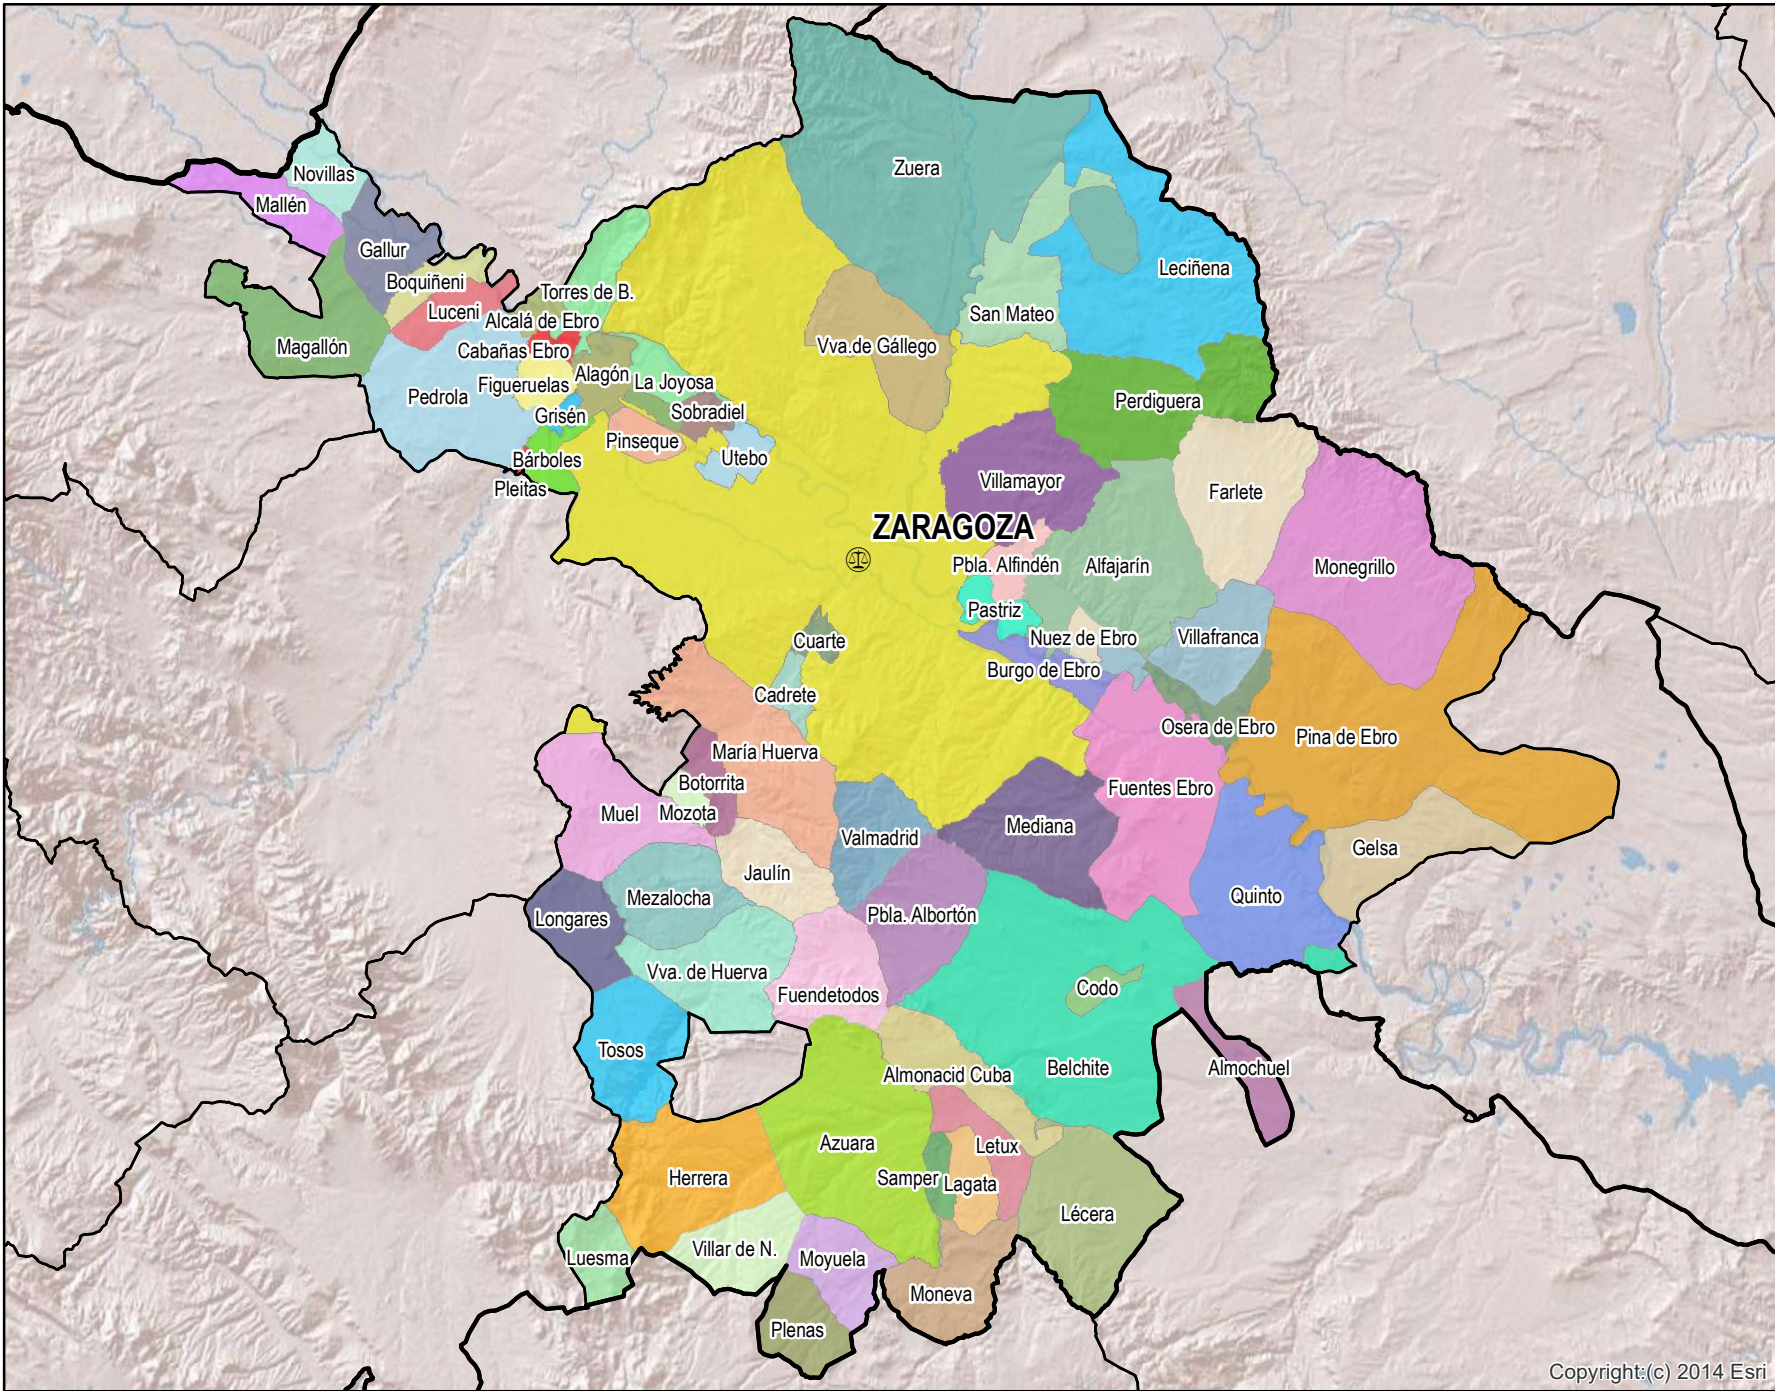 Novillas
Zuera
Mallén
Gallur
Leciñena
Boquiñeni
Torres de B.
Luceni
San Mateo
Alcalá de Ebro
Magallón
Vva.de Gállego
Cabañas Ebro
Alagón
La Joyosa
Figueruelas
Pedrola
Perdiguera
Grisén
Sobradiel
Pinseque
Utebo
Bárboles
Villamayor
Pleitas
Farlete
ZARAGOZA
Pbla. Alfindén
Alfajarín
Monegrillo
Pastriz
Cuarte
Nuez de Ebro
Villafranca
Burgo de Ebro
Cadrete
Osera de Ebro
Pina de Ebro
María Huerva
Botorrita
Fuentes Ebro
Muel
Mozota
Mediana
Valmadrid
Gelsa
Jaulín
Mezalocha
Quinto
Longares
Pbla. Albortón
Vva. de Huerva
Fuendetodos
Codo
Tosos
Almonacid Cuba
Belchite
Almochuel
Azuara
Letux
Herrera
Samper
Lagata
Lécera
Luesma
Villar de N.
Moyuela
Moneva
Plenas
Copyright:(c) 2014 Esri